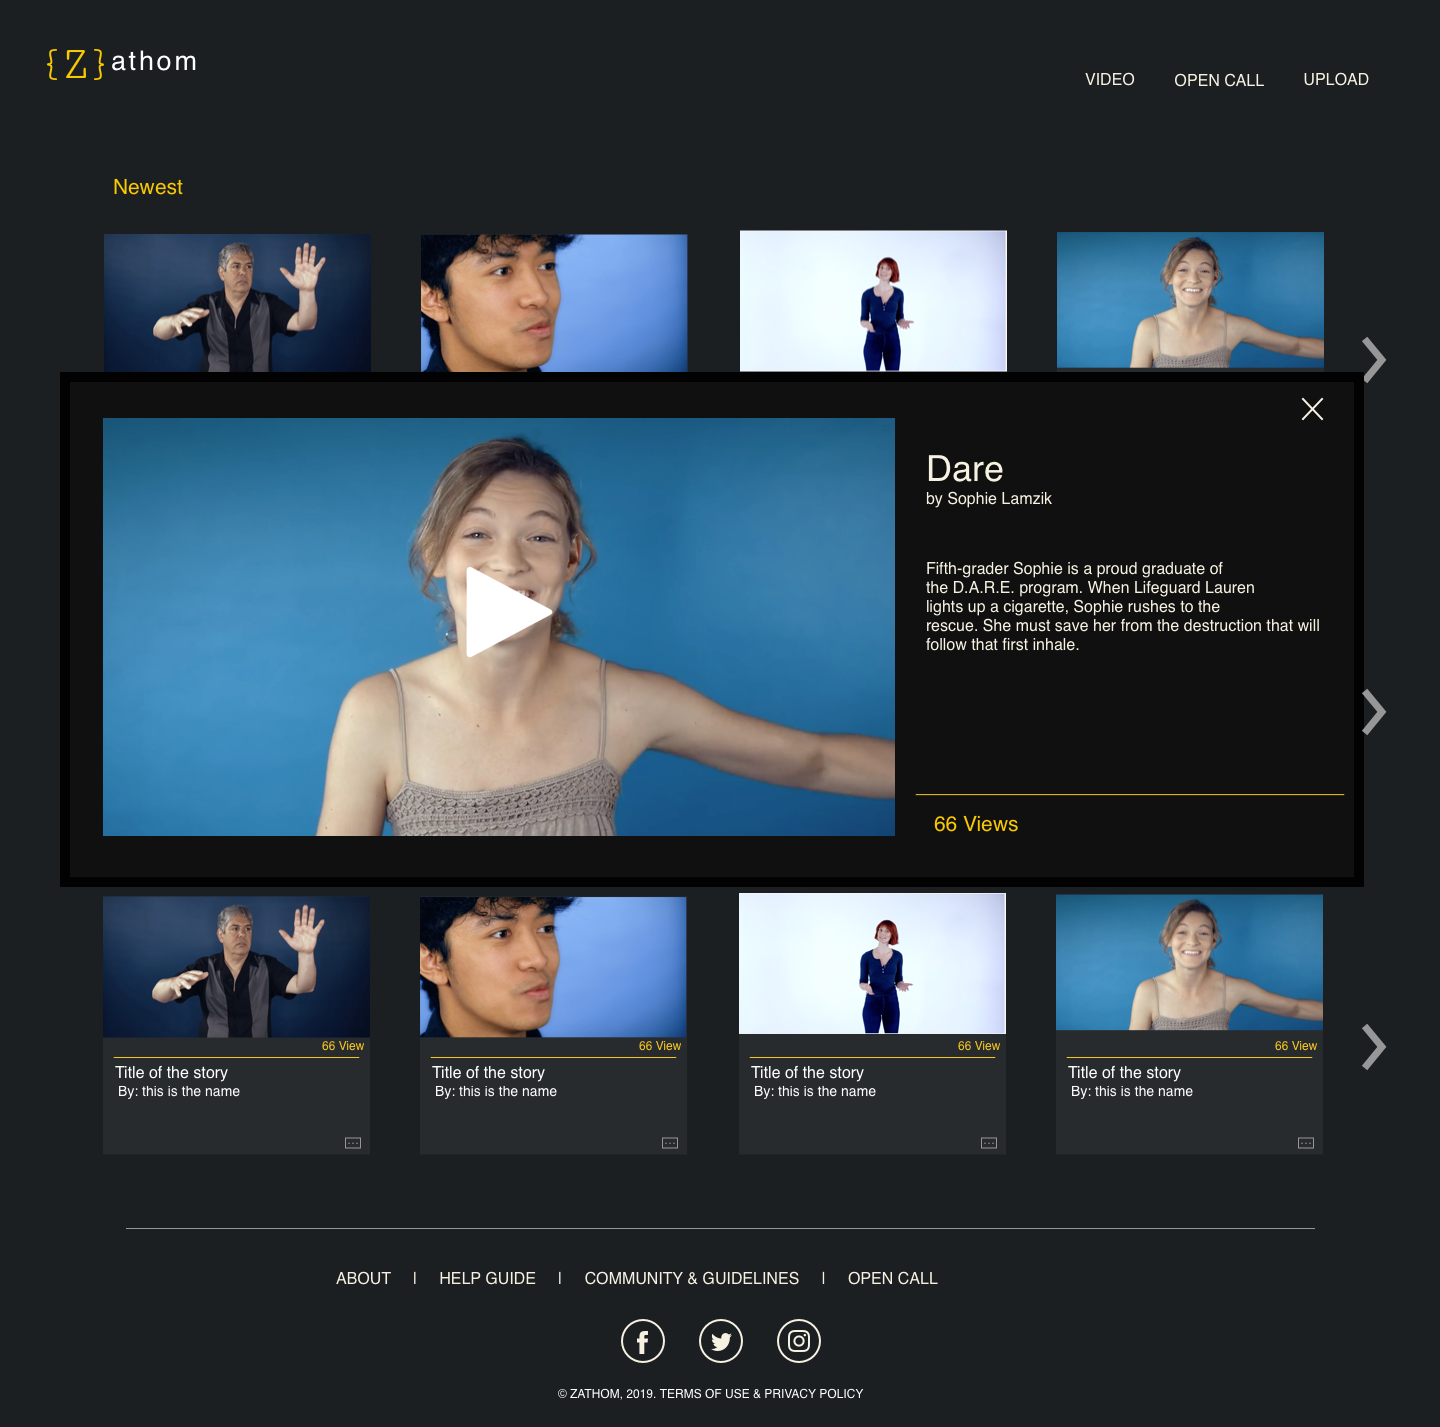 {Z}athom
VIDEO OPEN CALL UPLOAD
Newest
Dare
by Sophie Lamzik
Fifth-grader Sophie is a proud graduate of
the D.A.R.E. program. When Lifeguard Lauren
lights up a cigarette, Sophie rushes to the
rescue. She must save her from the destruction that will
follow that first inhale.
66 Views
66 View
Title of the story
By: this is the name
66 View
Title of the story
By: this is the name
66 View
Title of the story
By: this is the name
66 View
Title of the story
By: this is the name
ABOUT | HELP GUIDE | COMMUNITY & GUIDELINES | OPEN CALL
© ZATHOM, 2019. TERMS OF USE & PRIVACY POLICY